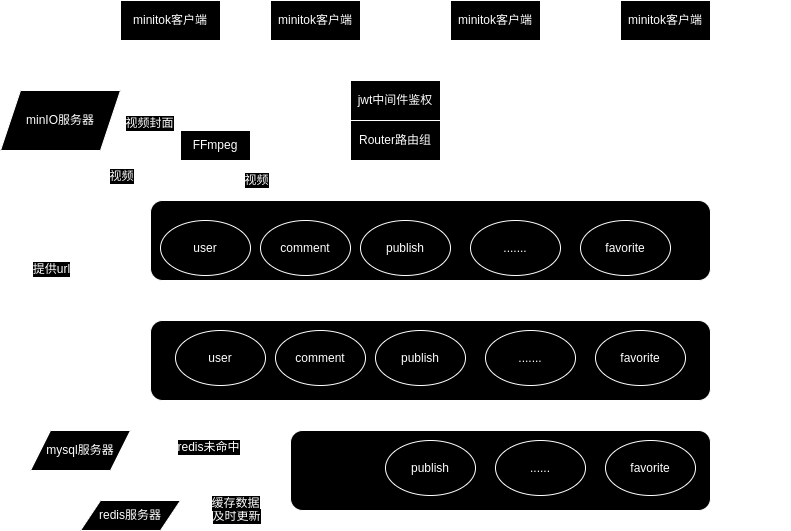 minitok客户端
minitok客户端
minitok客户端
minitok客户端
minIO服务器
视频封面
FFmpeg
jwt中间件鉴权
Router路由组
视频
视频
user
comment
publish
.......
favorite
提供url
user
comment
publish
.......
favorite
mysql服务器
redis未命中
publish
......
favorite
redis服务器
缓存数据
及时更新